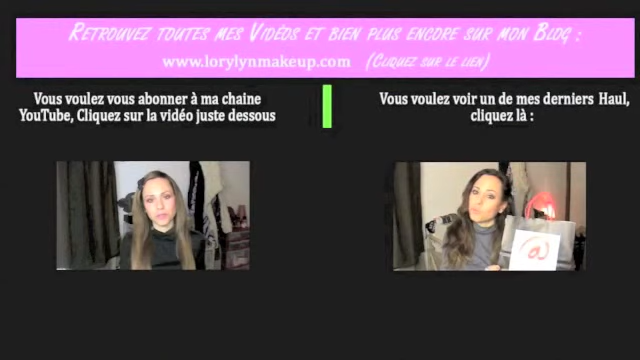 Retrouvez toutes mes Vidéos et bien plus encore sur mon Blog :
www.lorylynmakeup.com (Cliquez sur le lien)
Vous voulez vous abonner à ma chaine
YouTube, Cliquez sur la vidéo juste dessous
Vous voulez voir un de mes derniers Haul,
cliquez là :
@